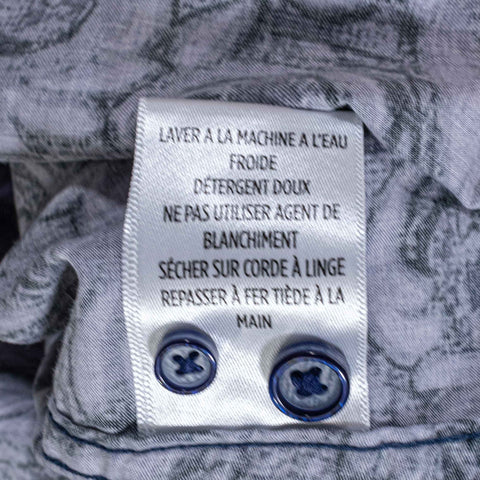 LAVER A LA MACHINE A L'EAU
FROIDE
DÉTERGENT DOUX
NE PAS UTILISER AGENT DE
BLANCHIMENT
SÉCHER SUR CORDE À LINGE
REPASSER À FER TIÈDE À LA
MAIN